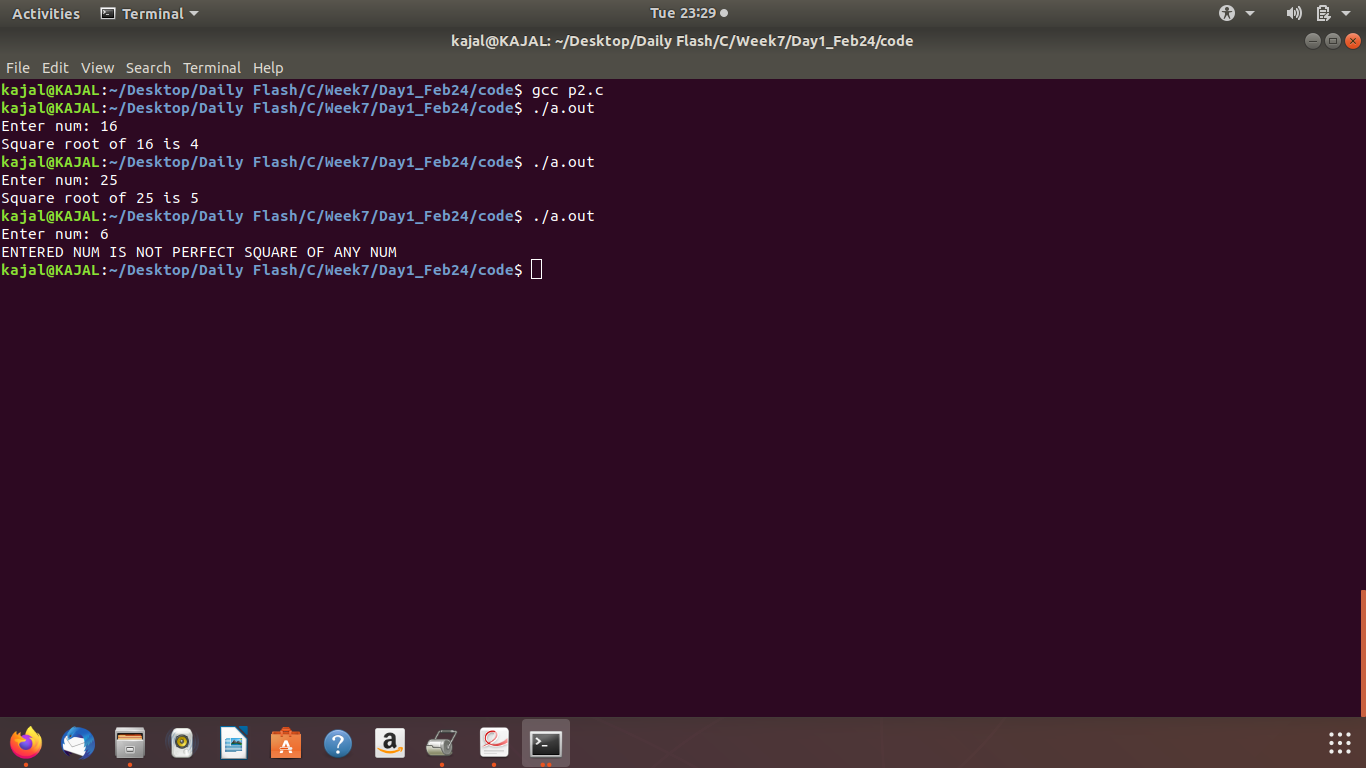 Activities Terminal Tue 23:29
kajal@KAJAL: ~/Desktop/Daily Flash/C/Week7/Day1_Feb24/code
File Edit View Search Terminal Help
kajal@KAJAL:~/Desktop/Daily Flash/C/Week7/Day1_Feb24/code$ gcc p2.c
kajal@KAJAL:~/Desktop/Daily Flash/C/Week7/Day1_Feb24/code$ ./a.out
Enter num: 16
Square root of 16 is 4
kajal@KAJAL:~/Desktop/Daily Flash/C/Week7/Day1_Feb24/code$ ./a.out
Enter num: 25
Square root of 25 is 5
kajal@KAJAL:~/Desktop/Daily Flash/C/Week7/Day1_Feb24/code$ ./a.out
Enter num: 6
ENTERED NUM IS NOT PERFECT SQUARE OF ANY NUM
kajal@KAJAL:~/Desktop/Daily Flash/C/Week7/Day1_Feb24/code$